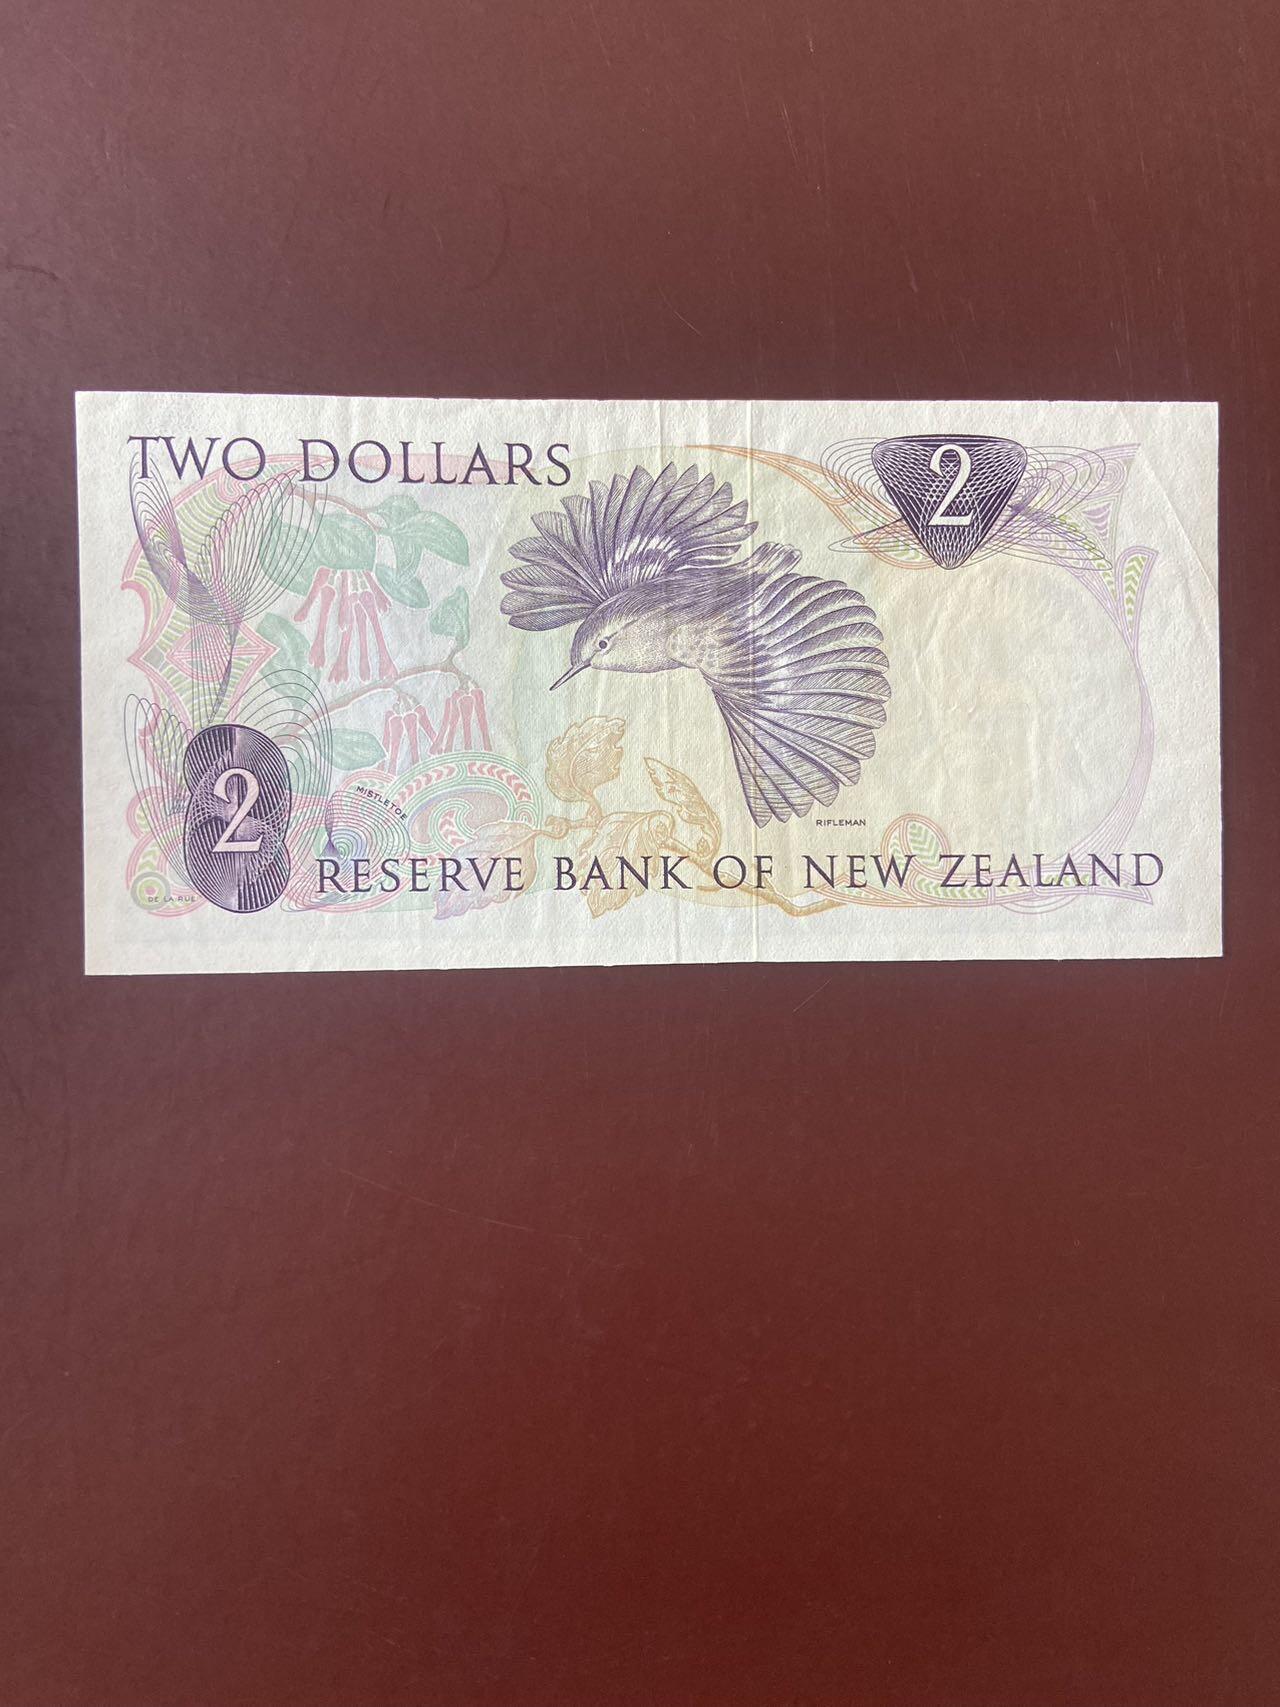 TWO DOLLARS
2
MISTLETOE
RIFLEMAN
2
RESERVE BANK OF NEW ZEALAND
DE LA RUE